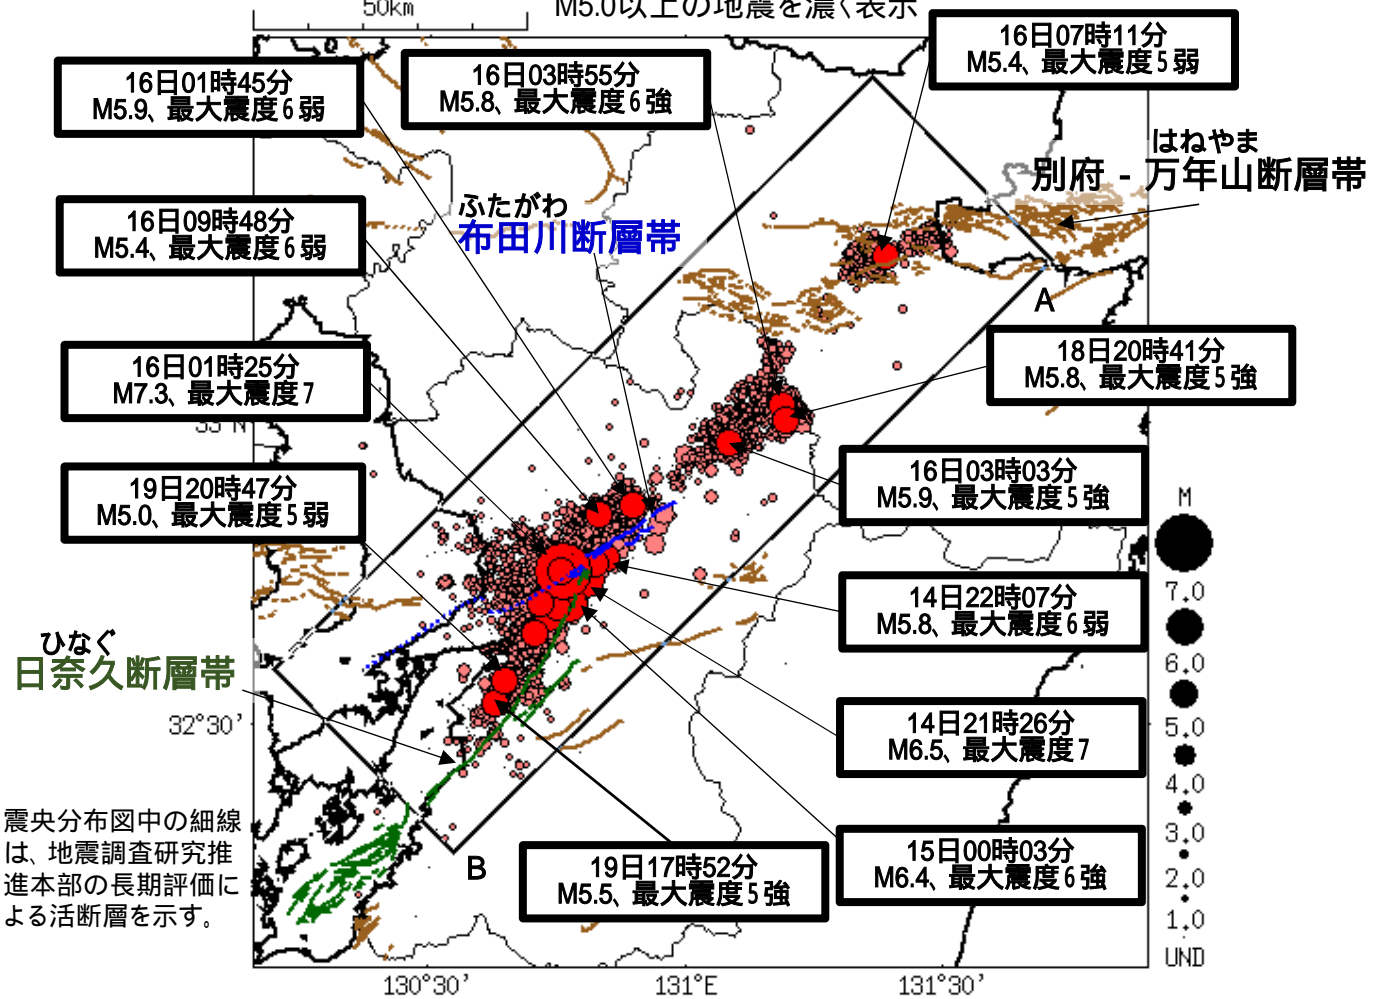 50km
M5.0以上の地震を濃く表示
16日07時11分
M5.4、最大震度5弱
16日01時45分
M5.9、最大震度6弱
16日03時55分
M5.8、最大震度6強
はねやま
別府-万年山断層帯
16日09時48分
M5.4、最大震度6弱
ふたがわ
布田川断層帯
A
16日01時25分
M7.3、最大震度7
18日20時41分
M5.8、最大震度5強
33°N
19日20時47分
M5.0、最大震度5弱
16日03時03分
M5.9、最大震度5強
14日22時07分
M5.8、最大震度6弱
ひなぐ
日奈久断層帯
32°30'
14日21時26分
M6.5、最大震度7
震央分布図中の細線
は、地震調査研究推
進本部の長期評価に
よる活断層を示す。
B
19日17時52分
M5.5、最大震度5強
15日00時03分
M6.4、最大震度6強
M
7.0
6.0
5.0
4.0
3.0
2.0
1.0
UND
130°30'
131°E
131°30'